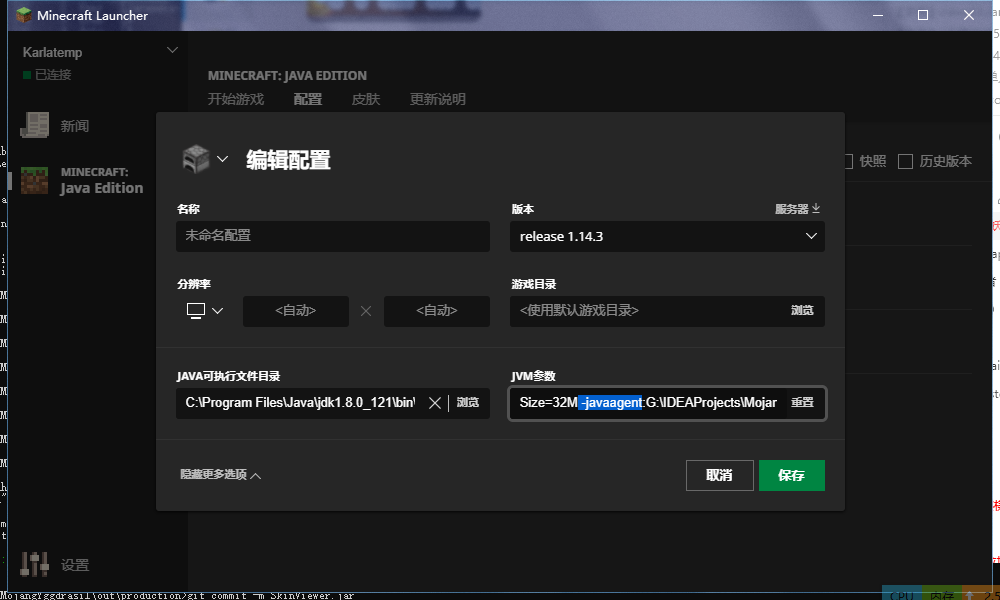 Minecraft Launcher
Karlatemp
已连接
新闻
MINECRAFT:
Java Edition
设置
MINECRAFT: JAVA EDITION
开始游戏 配置 皮肤 更新说明
快照 历史版本
编辑配置
名称
未命名配置
版本 服务器
release 1.14.3
分辨率
<自动> × <自动>
游戏目录
<使用默认游戏目录> 浏览
JAVA可执行文件目录
C:\Program Files\Java\jdk1.8.0_121\bin\ 浏览
JVM参数
Size=32M -javaagent:G:\IDEAProjects\Mojar 重置
隐藏更多选项
取消 保存
MojangYggdrasil\out\production>git commit -m SkinViewer.jar
CPU 内存